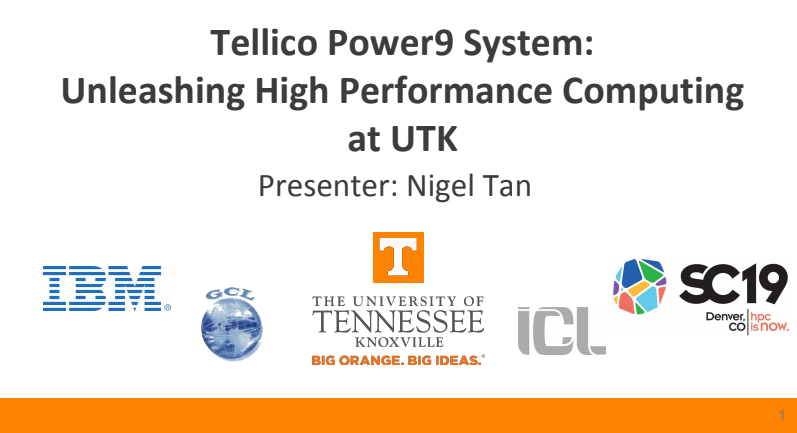 Tellico Power9 System:
Unleashing High Performance Computing
at UTK
Presenter: Nigel Tan
IBM®
GCL
T
THE UNIVERSITY OF
TENNESSEE
KNOXVILLE
BIG ORANGE. BIG IDEAS.®
ICL
SC19
Denver, hpc
CO is now.
1